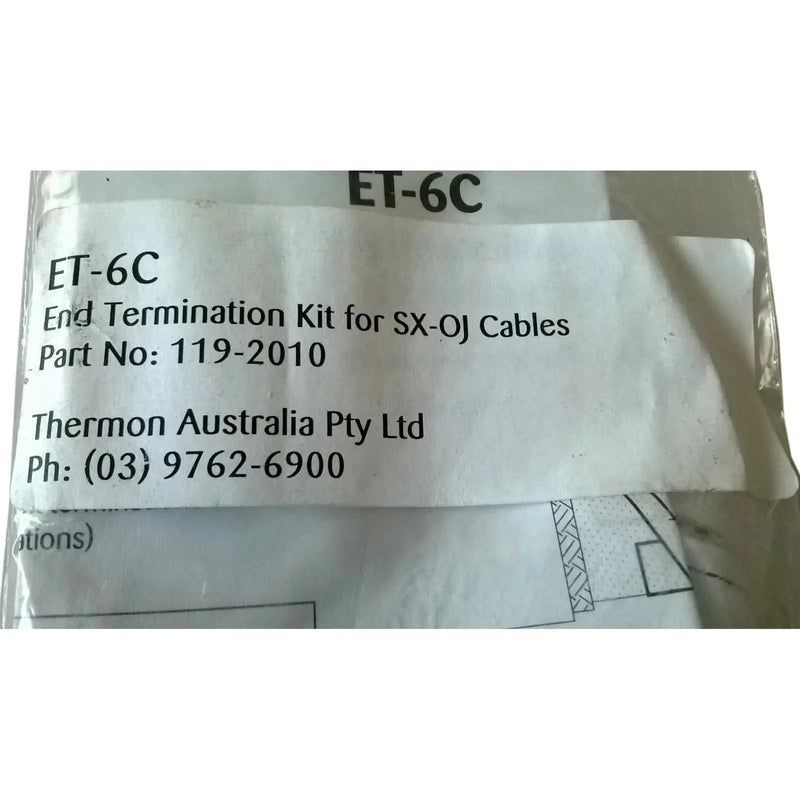 ET-6C
ET-6C
End Termination Kit for SX-OJ Cables
Part No: 119-2010
Thermon Australia Pty Ltd
Ph: (03) 9762-6900
ations)